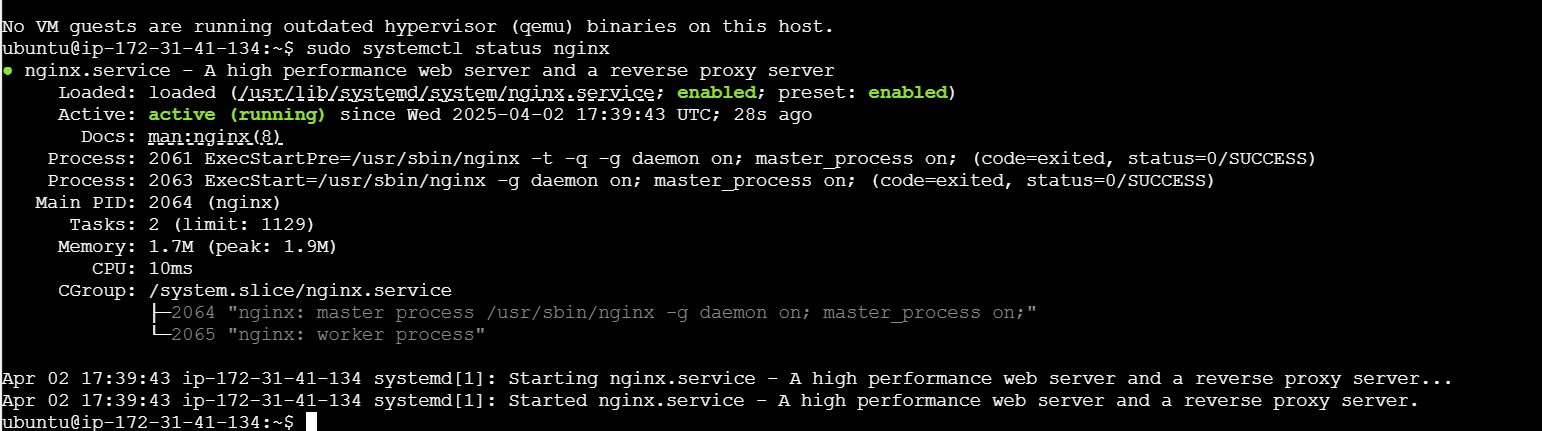 No VM guests are running outdated hypervisor (qemu) binaries on this host.
ubuntu@ip-172-31-41-134:~$ sudo systemctl status nginx
● nginx.service - A high performance web server and a reverse proxy server
     Loaded: loaded (/usr/lib/systemd/system/nginx.service; enabled; preset: enabled)
     Active: active (running) since Wed 2025-04-02 17:39:43 UTC; 28s ago
       Docs: man:nginx(8)
    Process: 2061 ExecStartPre=/usr/sbin/nginx -t -q -g daemon on; master_process on; (code=exited, status=0/SUCCESS)
    Process: 2063 ExecStart=/usr/sbin/nginx -g daemon on; master_process on; (code=exited, status=0/SUCCESS)
   Main PID: 2064 (nginx)
      Tasks: 2 (limit: 1129)
     Memory: 1.7M (peak: 1.9M)
        CPU: 10ms
     CGroup: /system.slice/nginx.service
             ├─2064 "nginx: master process /usr/sbin/nginx -g daemon on; master_process on;"
             └─2065 "nginx: worker process"

Apr 02 17:39:43 ip-172-31-41-134 systemd[1]: Starting nginx.service - A high performance web server and a reverse proxy server...
Apr 02 17:39:43 ip-172-31-41-134 systemd[1]: Started nginx.service - A high performance web server and a reverse proxy server.
ubuntu@ip-172-31-41-134:~$